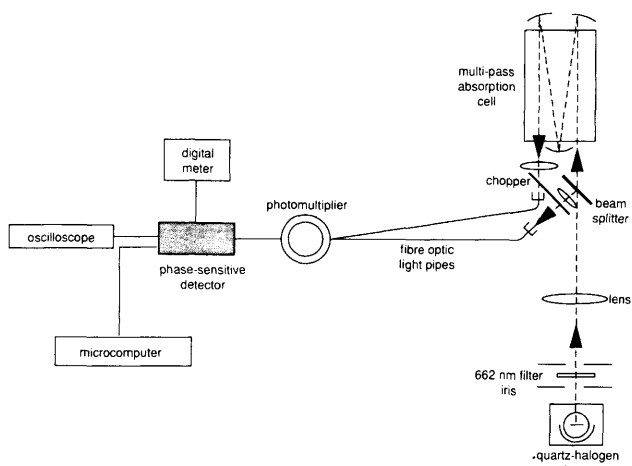 multi-pass
absorption
cell
digital
meter
chopper
photomultiplier
beam
splitter
oscilloscope
fibre optic
light pipes
phase-sensitive
detector
lens
microcomputer
662 nm filter
iris
quartz-halogen